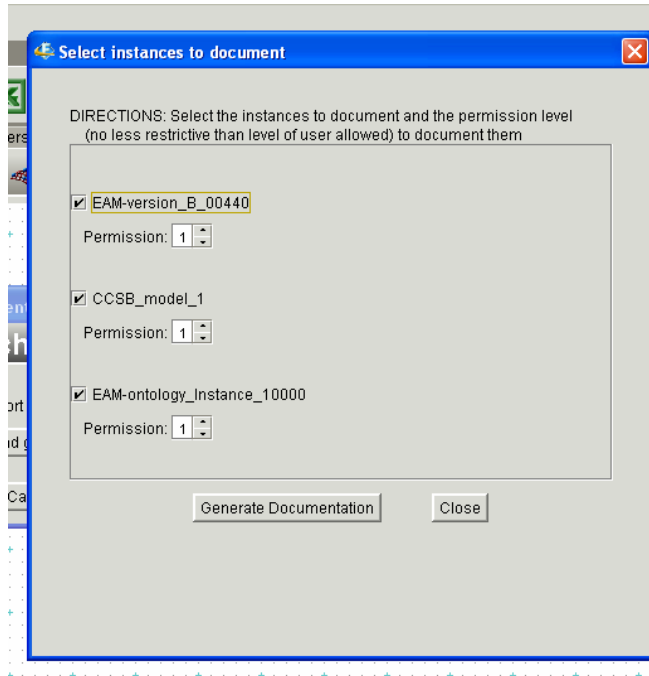 Select instances to document
DIRECTIONS: Select the instances to document and the permission level
(no less restrictive than level of user allowed) to document them
EAM-version_B_00440
Permission: 1
CCSB_model_1
Permission: 1
EAM-ontology_Instance_10000
Permission: 1
Generate Documentation
Close